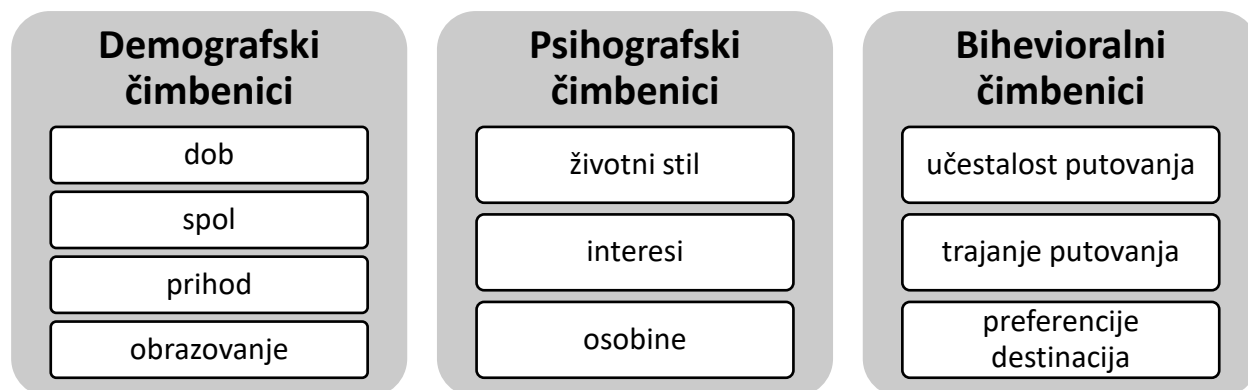 Demografski
čimbenici
dob
spol
prihod
obrazovanje
Psihografski
čimbenici
životni stil
interesi
osobine
Bihevioralni
čimbenici
učestalost putovanja
trajanje putovanja
preferencije
destinacija